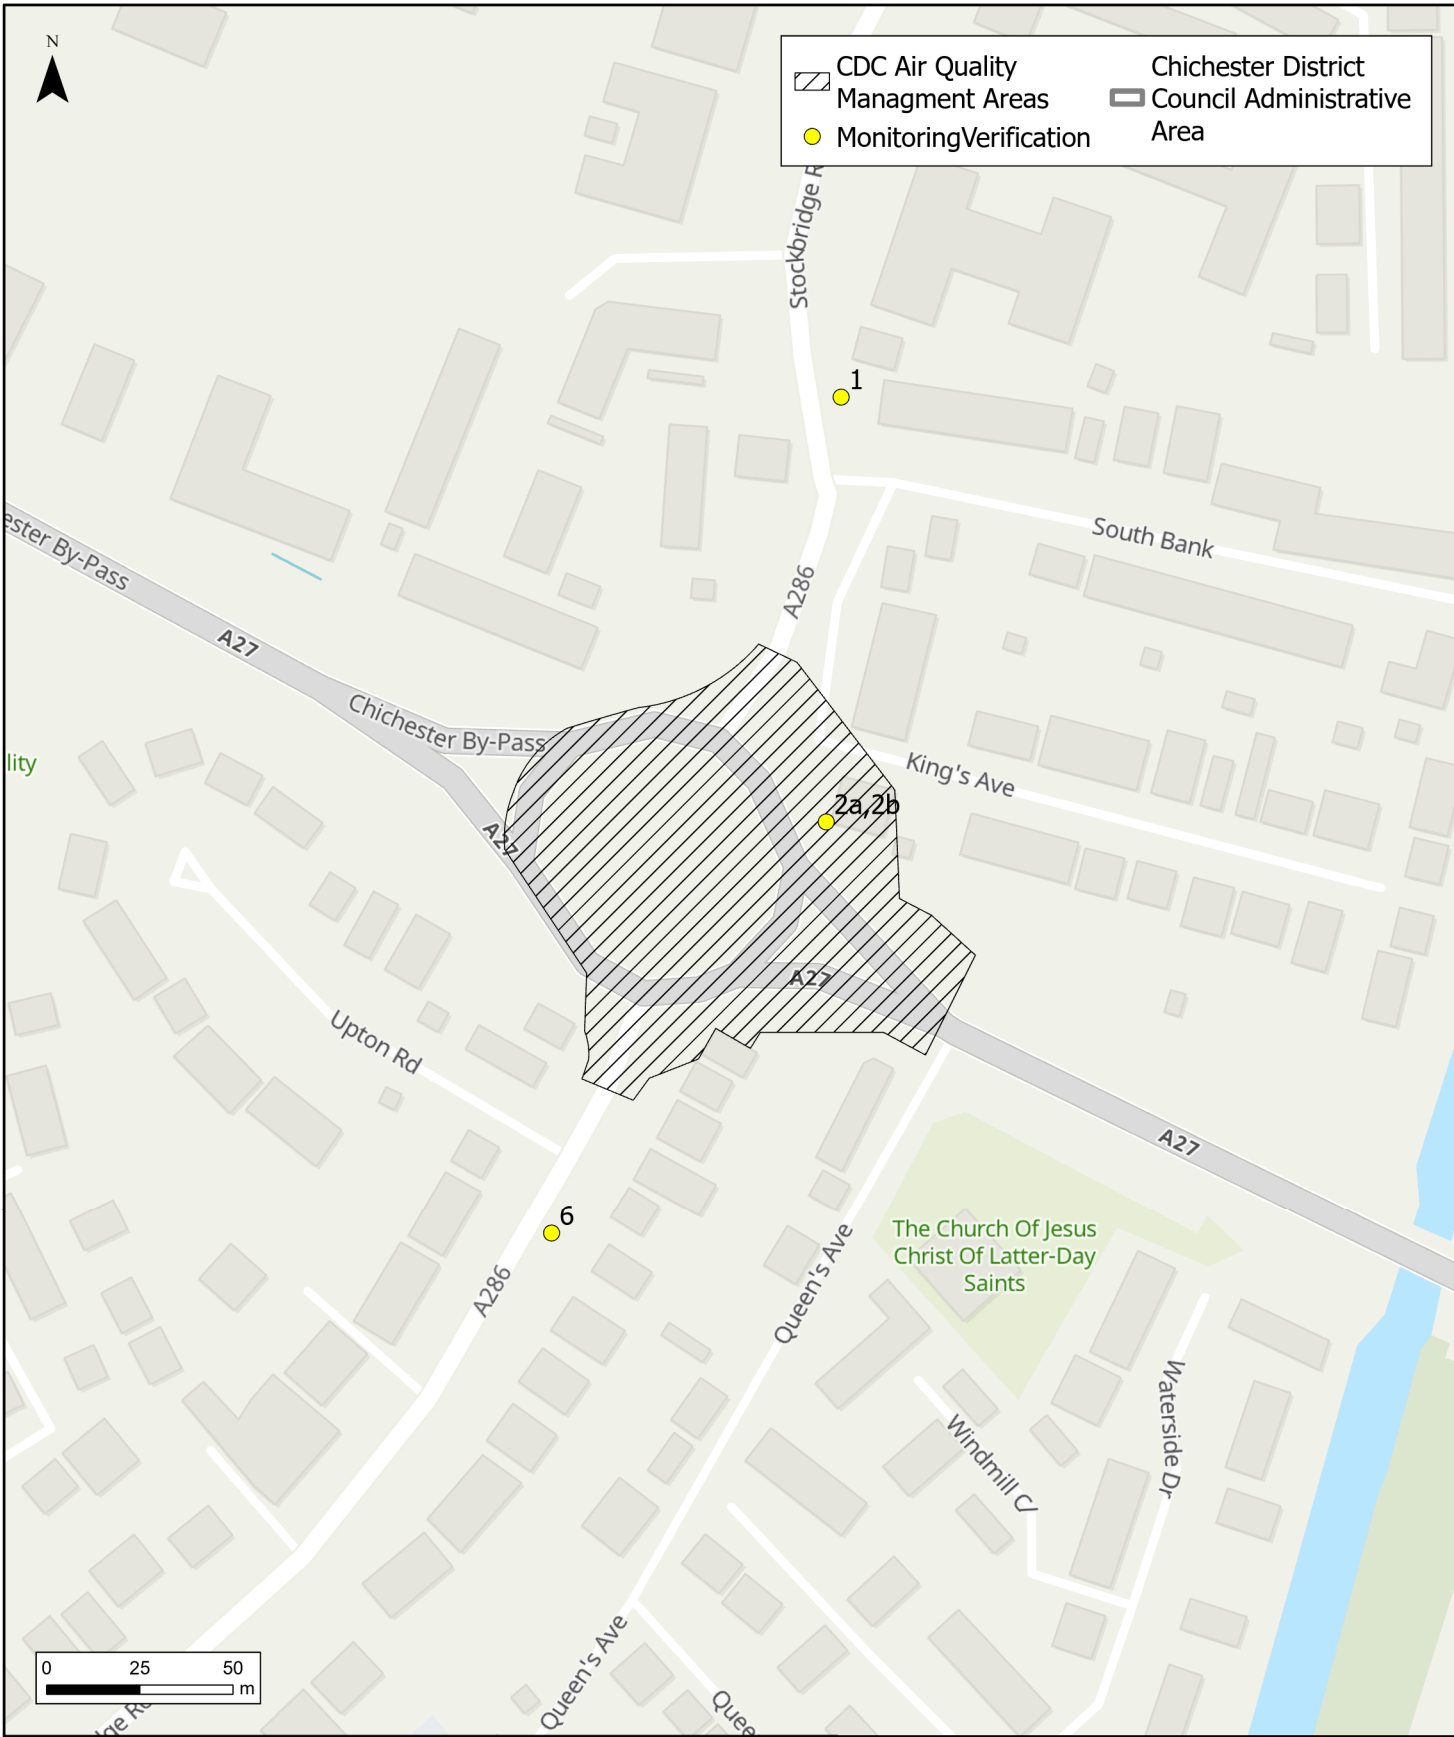 N
CDC Air Quality
Managment Areas
MonitoringVerification
Chichester District
Council Administrative
Area
Stockbridge R
1
South Bank
A286
ester By-Pass
A27
Chichester By-Pass
King's Ave
lity
2a,2b
A27
A27
Upton Rd
A27
6
The Church Of Jesus
Christ Of Latter-Day
Saints
A286
Queen's Ave
Waterside Dr
Windmill Cl
Queen's Ave
Quee
0 25 50
m
dge R